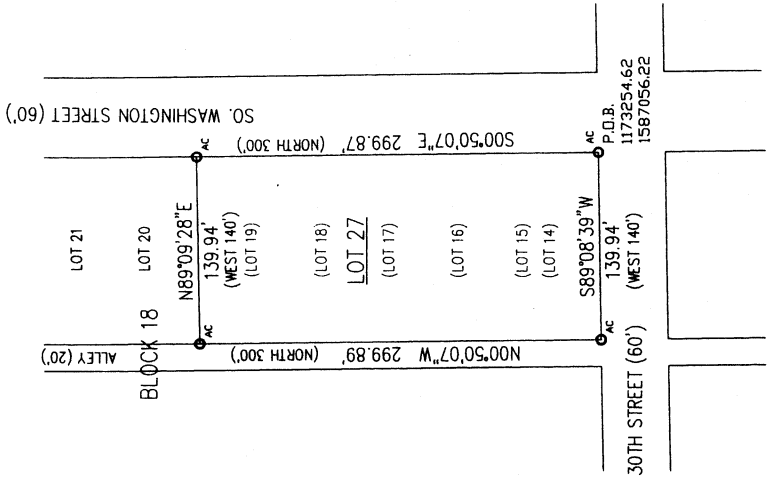 SO. WASHINGTON STREET (60')
S00°50'07"E 299.87' (NORTH 300')
AC
AC
P.O.B.
1173254.62
1587056.22
LOT 21
LOT 20
BLOCK 18
N89°09'28"E
139.94'
(WEST 140')
(LOT 19)
(LOT 18)
LOT 27
(LOT 17)
(LOT 16)
(LOT 15)
(LOT 14)
S89°08'39"W
139.94'
(WEST 140')
AC
AC
ALLEY (20')
N00°50'07"W 299.89' (NORTH 300')
30TH STREET (60')